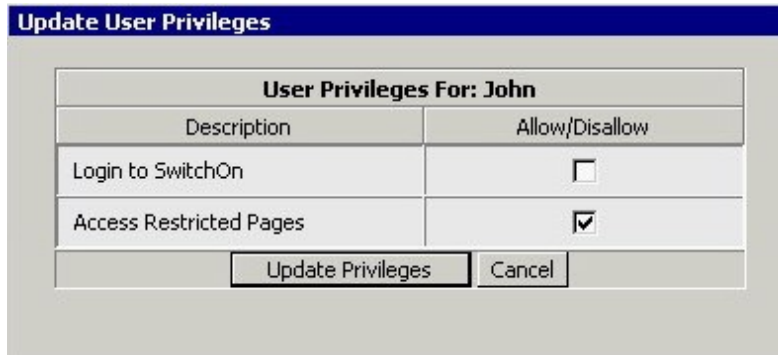 Update User Privileges
User Privileges For: John
Description Allow/Disallow
Login to SwitchOn
Access Restricted Pages
Update Privileges Cancel